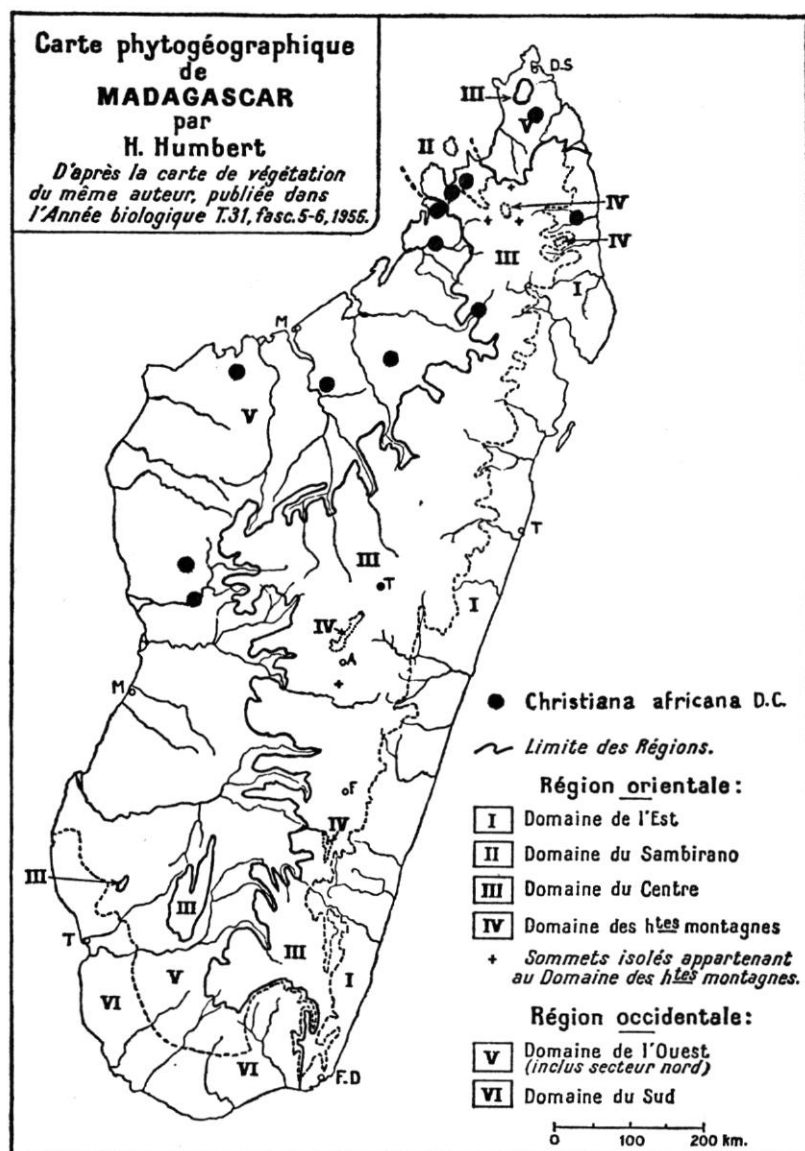 Carte phytogéographique
de
MADAGASCAR
par
H. Humbert
D'après la carte de végétation
du même auteur, publiée dans
l'Année biologique T.31, fasc.5-6, 1955.
D.S
III
V
II
IV
IV
III
I
M
V
T
III
T
I
IV
A
M
F
IV
III
III
III
T
V
I
VI
VI
F.D
Christiana africana D.C.
Limite des Régions.
Région orientale:
I Domaine de l'Est
II Domaine du Sambirano
III Domaine du Centre
IV Domaine des htes montagnes
+ Sommets isolés appartenant
au Domaine des htes montagnes.
Région occidentale:
V Domaine de l'Ouest
(inclus secteur nord)
VI Domaine du Sud
0 100 200 km.